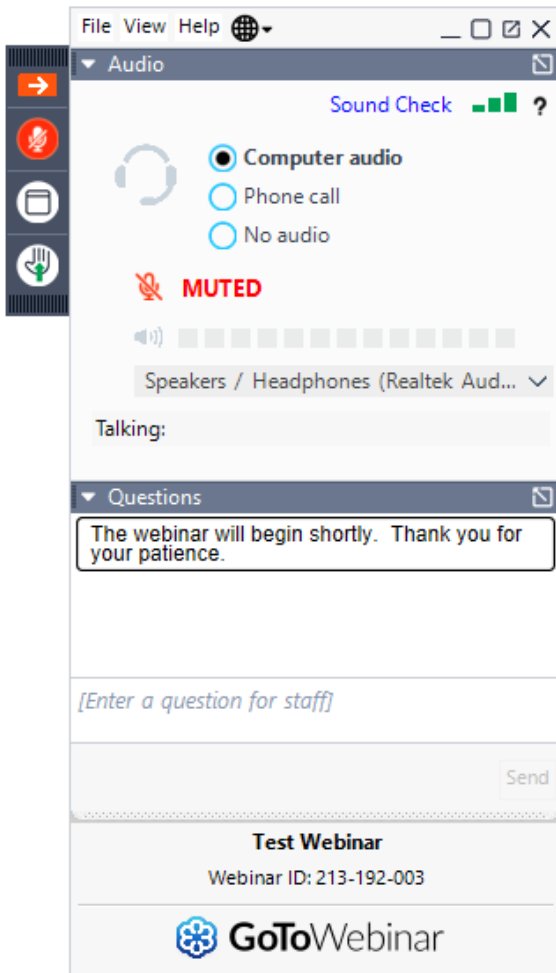 File View Help
Audio
Sound Check ?
Computer audio
Phone call
No audio
MUTED
Speakers / Headphones (Realtek Aud...
Talking:
Questions
The webinar will begin shortly.  Thank you for
your patience.
[Enter a question for staff]
Send
Test Webinar
Webinar ID: 213-192-003
GoToWebinar